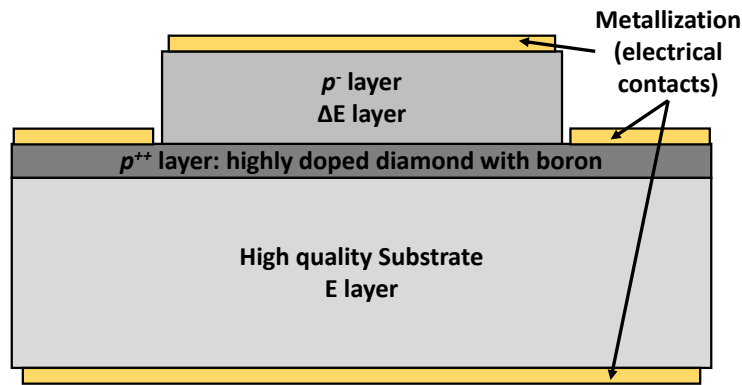 Metallization
(electrical
contacts)
p- layer
ΔE layer
p++ layer: highly doped diamond with boron
High quality Substrate
E layer